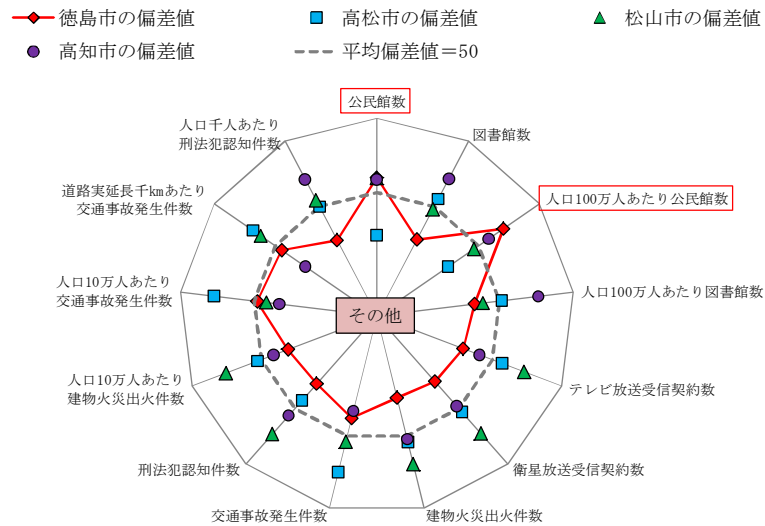 徳島市の偏差値
高松市の偏差値
松山市の偏差値
高知市の偏差値
平均偏差値＝50
公民館数
図書館数
人口100万人あたり公民館数
人口100万人あたり図書館数
テレビ放送受信契約数
衛星放送受信契約数
建物火災出火件数
交通事故発生件数
刑法犯認知件数
人口10万人あたり
建物火災出火件数
人口10万人あたり
交通事故発生件数
道路実延長千㎞あたり
交通事故発生件数
人口千人あたり
刑法犯認知件数
その他